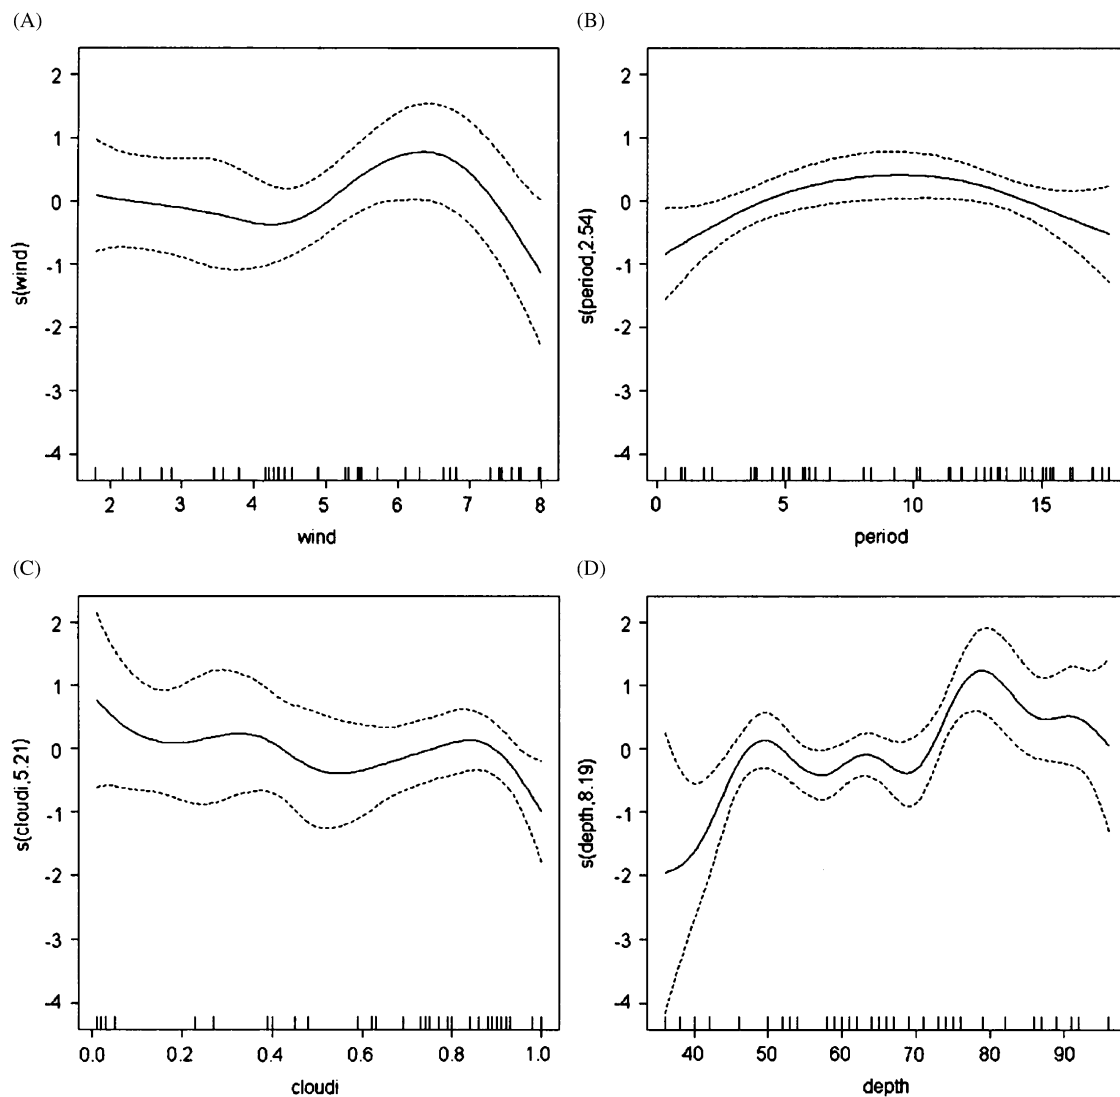 (A)
(B)
2
1
0
-1
-2
-3
-4
s(wind)
2 3 4 5 6 7 8
wind
2
1
0
-1
-2
-3
-4
s(period,2.54)
0 5 10 15
period
(C)
(D)
2
1
0
-1
-2
-3
-4
s(cloudi,5.21)
0.0 0.2 0.4 0.6 0.8 1.0
cloudi
2
1
0
-1
-2
-3
-4
s(depth,8.19)
40 50 60 70 80 90
depth